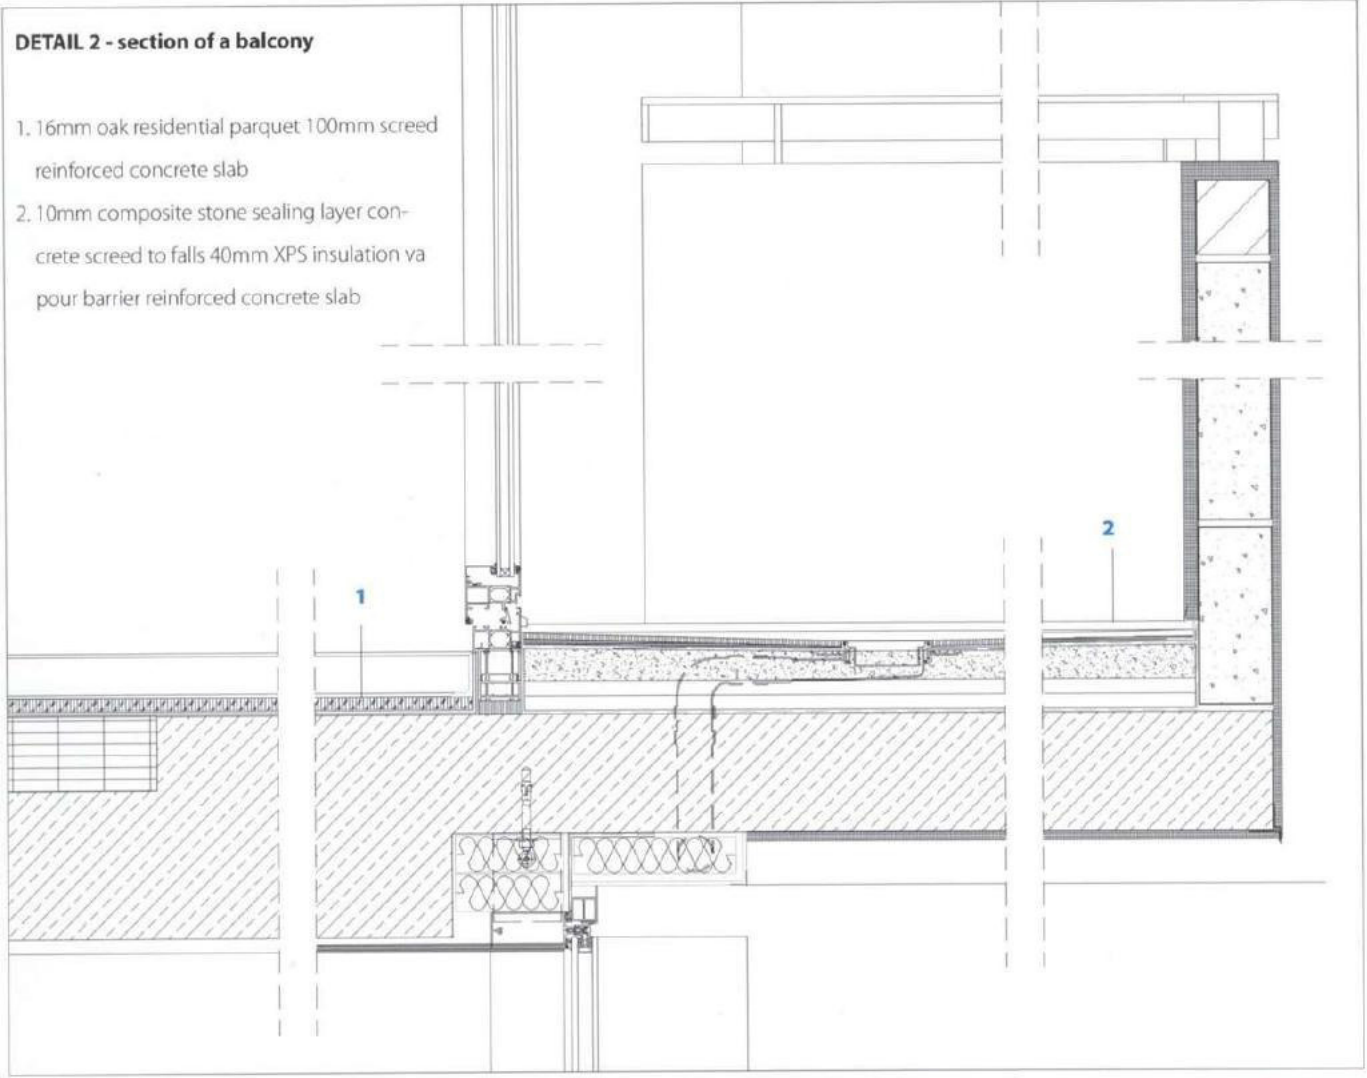 DETAIL 2 - section of a balcony
1. 16mm oak residential parquet 100mm screed
reinforced concrete slab
2. 10mm composite stone sealing layer con-
crete screed to falls 40mm XPS insulation va
pour barrier reinforced concrete slab
2
1